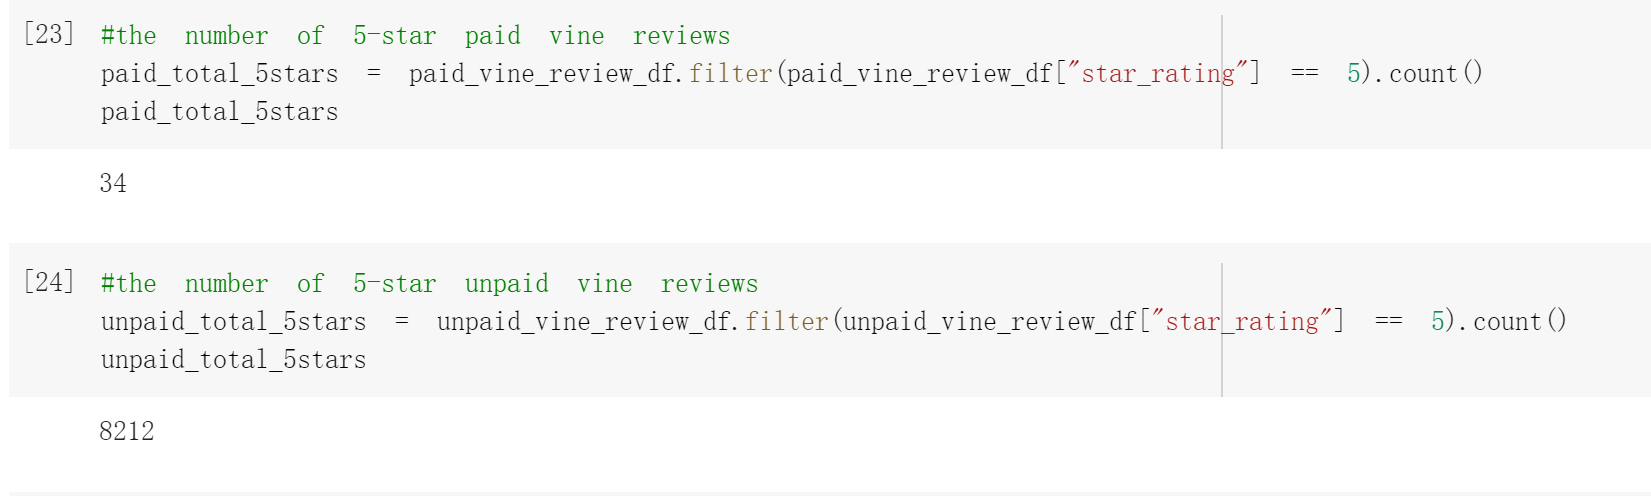 [23] #the number of 5-star paid vine reviews
paid_total_5stars = paid_vine_review_df.filter(paid_vine_review_df["star_rating"] == 5).count()
paid_total_5stars
34
[24] #the number of 5-star unpaid vine reviews
unpaid_total_5stars = unpaid_vine_review_df.filter(unpaid_vine_review_df["star_rating"] == 5).count()
unpaid_total_5stars
8212